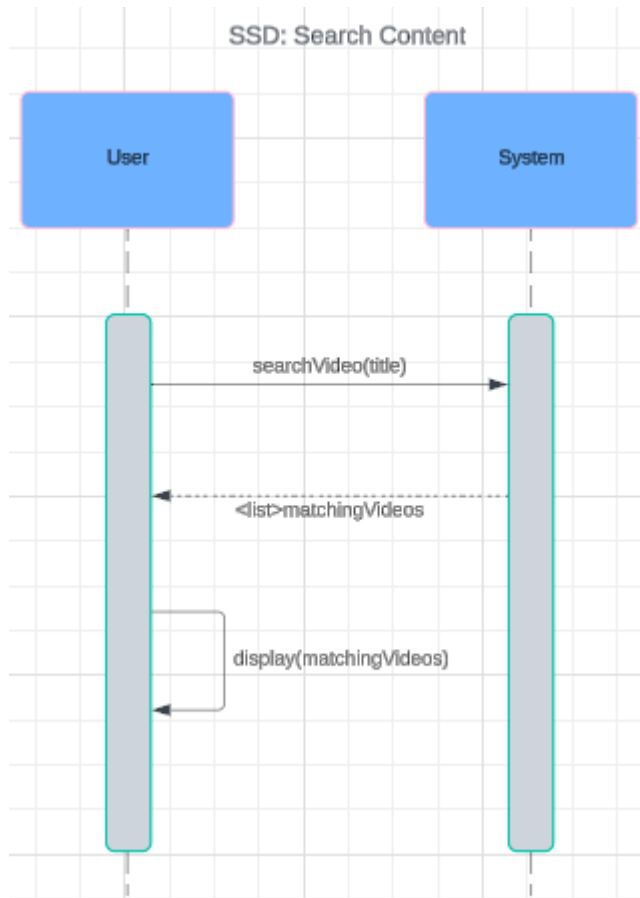 SSD: Search Content
User
System
searchVideo(title)
<list>matchingVideos
display(matchingVideos)